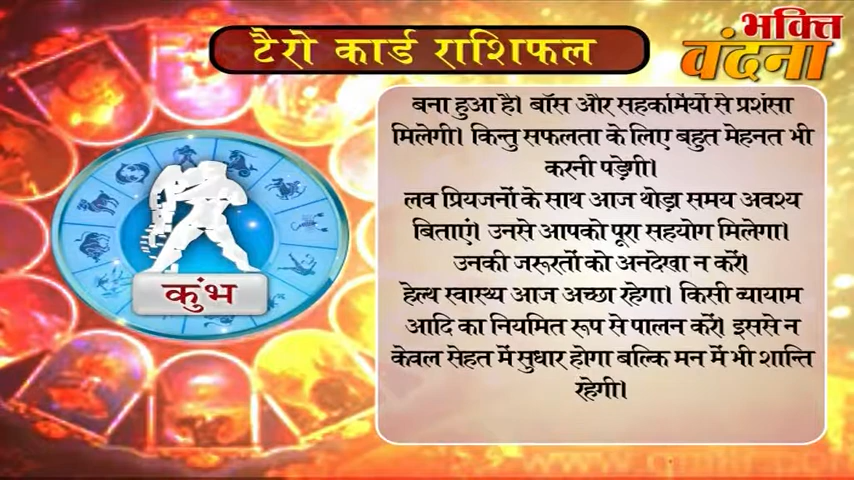 टैरो कार्ड राशिफल
भक्ति
वंदना
बना हुआ है। बॉस और सहकर्मियों से प्रशंसा
मिलेगी। किन्तु सफलता के लिए बहुत मेहनत भी
करनी पड़ेगी।
लव प्रियजनों के साथ आज थोड़ा समय अवश्य
बिताएं। उनसे आपको पूरा सहयोग मिलेगा।
उनकी जरूरतों को अनदेखा न करें।
हेल्थ स्वास्थ्य आज अच्छा रहेगा। किसी व्यायाम
आदि का नियमित रूप से पालन करें। इससे न
केवल सेहत में सुधार होगा बल्कि मन में भी शान्ति
रहेगी।
कुंभ